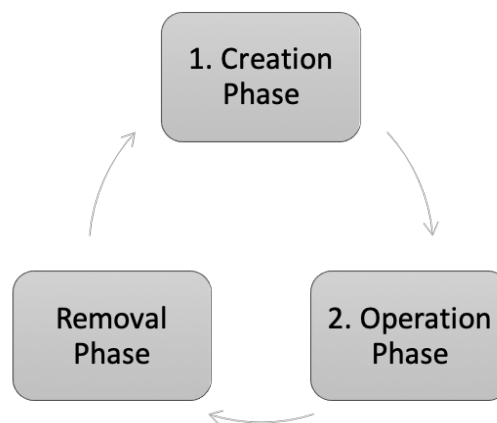 1. Creation
Phase
2. Operation
Phase
Removal
Phase